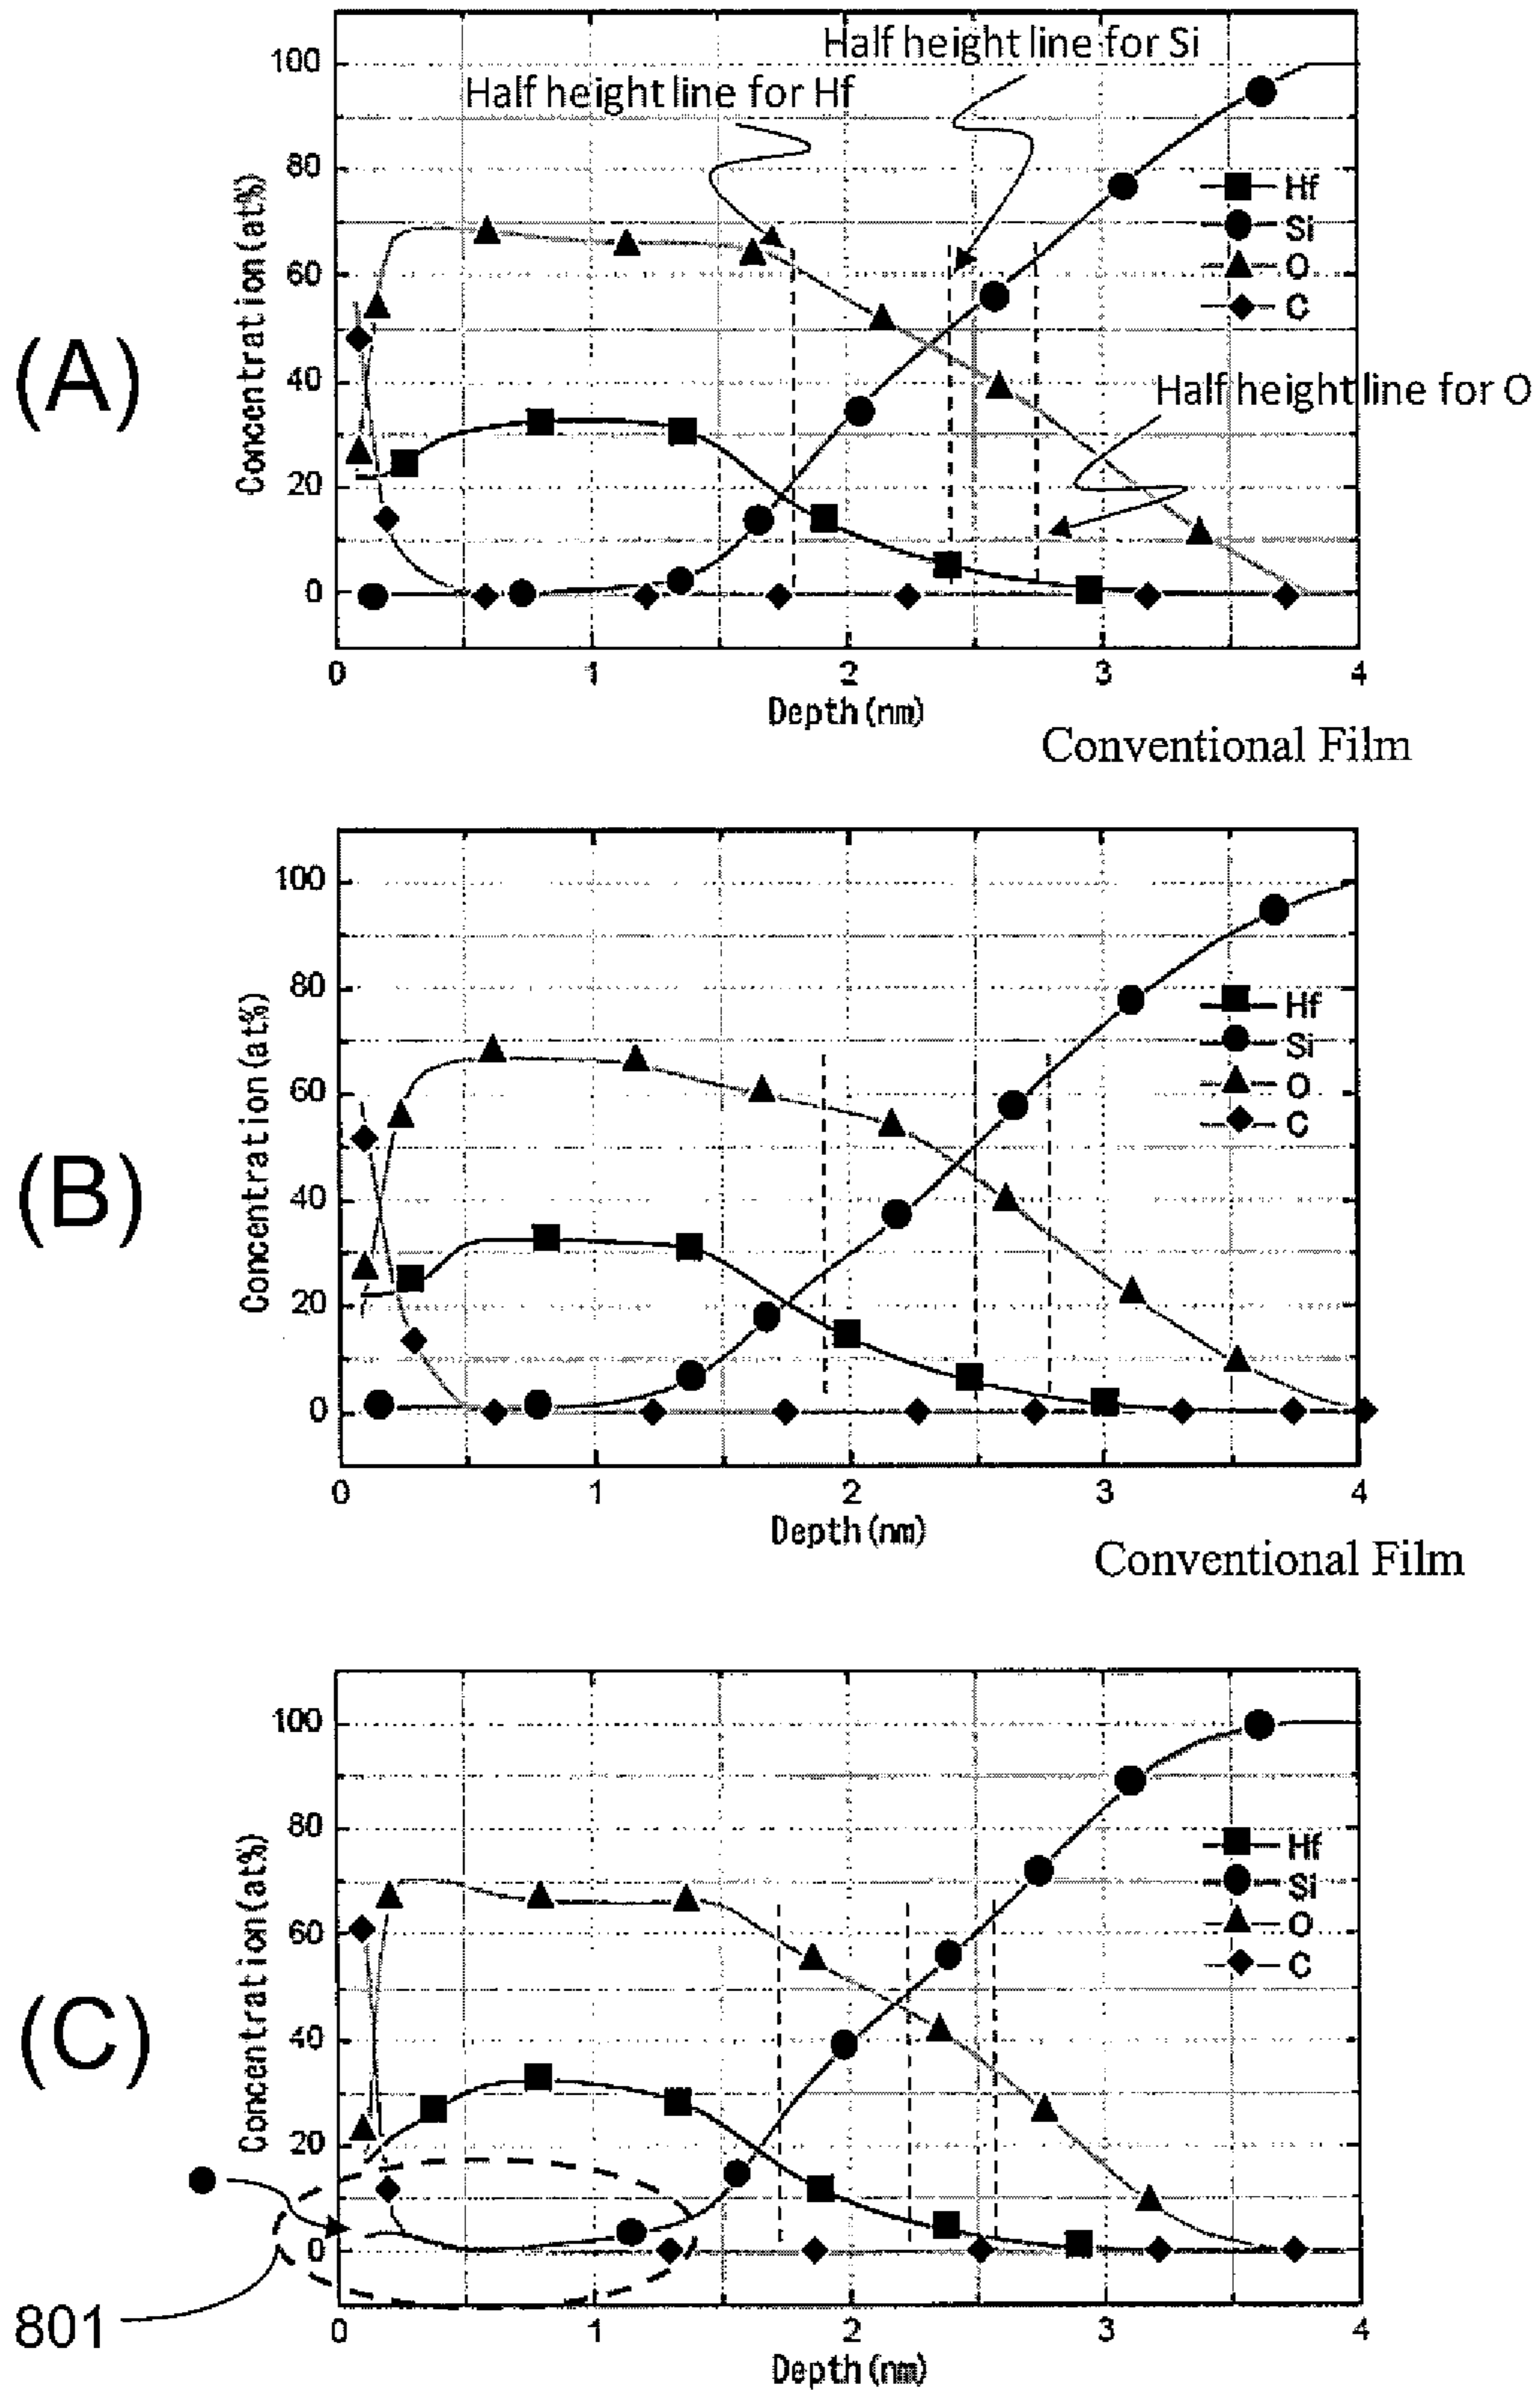 (A)
Concentration(at%)
100
80
60
40
20
0
Half height line for Hf
Half height line for Si
Half height line for O
Hf
Si
O
C
0 1 2 3 4
Depth(nm)
Conventional Film
(B)
Concentration(at%)
100
80
60
40
20
0
Hf
Si
O
C
0 1 2 3 4
Depth(nm)
Conventional Film
(C)
Concentration(at%)
100
80
60
40
20
0
Hf
Si
O
C
801
0 1 2 3 4
Depth(nm)